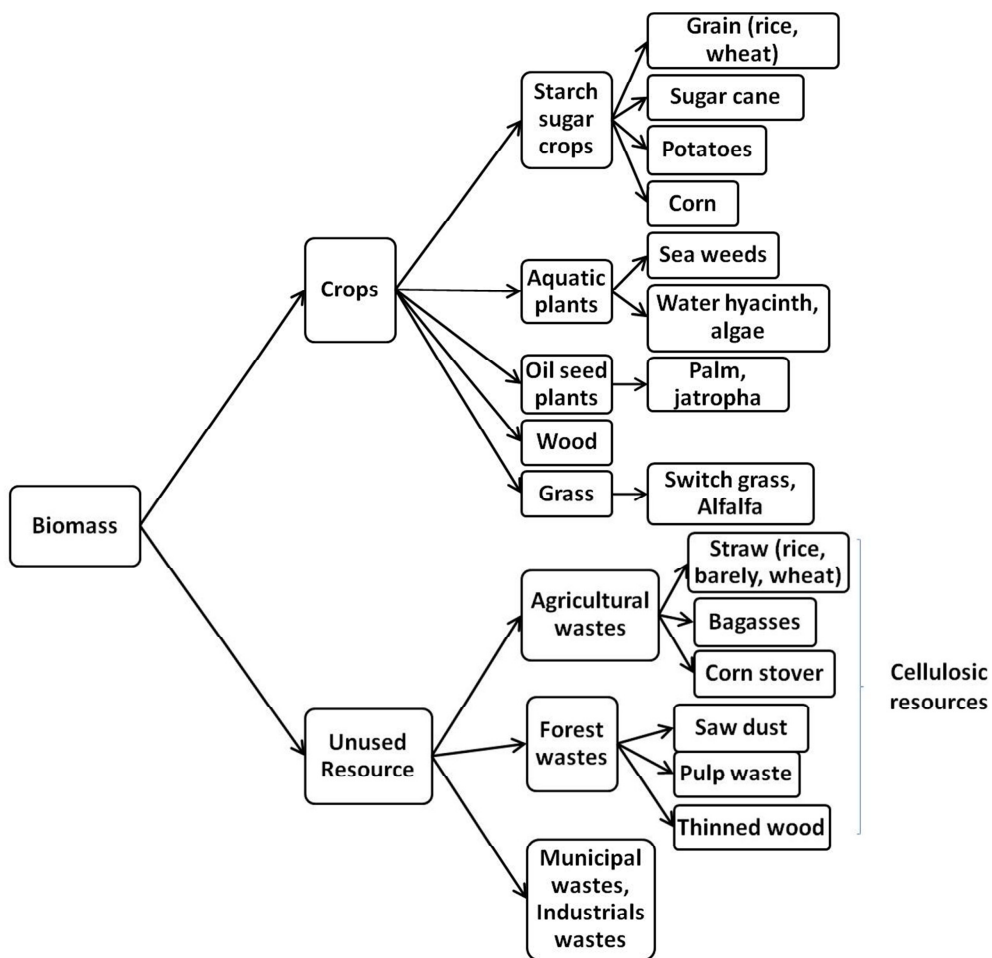 Grain (rice,
wheat)
Starch
sugar
crops
Sugar cane
Potatoes
Corn
Crops
Aquatic
plants
Sea weeds
Water hyacinth,
algae
Oil seed
plants
Palm,
jatropha
Wood
Grass
Switch grass,
Alfalfa
Biomass
Agricultural
wastes
Straw (rice,
barely, wheat)
Bagasses
Corn stover
Cellulosic
resources
Unused
Resource
Forest
wastes
Saw dust
Pulp waste
Thinned wood
Municipal
wastes,
Industrials
wastes